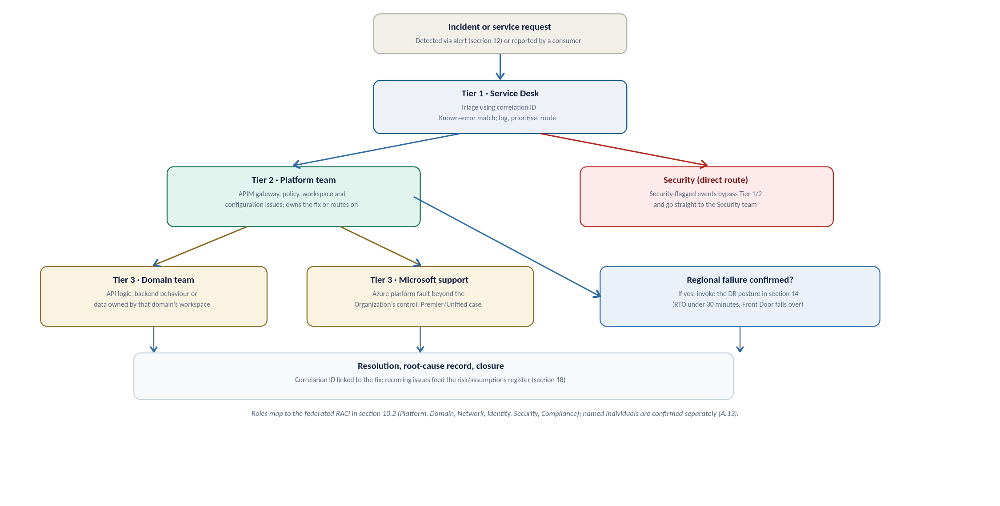 Incident or service request
Detected via alert (section 12) or reported by a consumer
Tier 1 · Service Desk
Triage using correlation ID
Known-error match; log, prioritise, route
Tier 2 · Platform team
APIM gateway, policy, workspace and
configuration issues; owns the fix or routes on
Security (direct route)
Security-flagged events bypass Tier 1/2
and go straight to the Security team
Tier 3 · Domain team
API logic, backend behaviour or
data owned by that domain’s workspace
Tier 3 · Microsoft support
Azure platform fault beyond the
Organization’s control; Premier/Unified case
Regional failure confirmed?
If yes: invoke the DR posture in section 14
(RTO under 30 minutes; Front Door fails over)
Resolution, root-cause record, closure
Correlation ID linked to the fix; recurring issues feed the risk/assumptions register (section 18)
Roles map to the federated RACI in section 10.2 (Platform, Domain, Network, Identity, Security, Compliance); named individuals are confirmed separately (A.13).